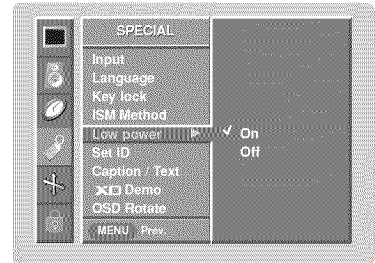 SPECIAL
Input
Language
Key lock
ISM Method
Low power ✓ On
Set ID Off
Caption / Text
XD Demo
OSD Rotate
MENU Prev.